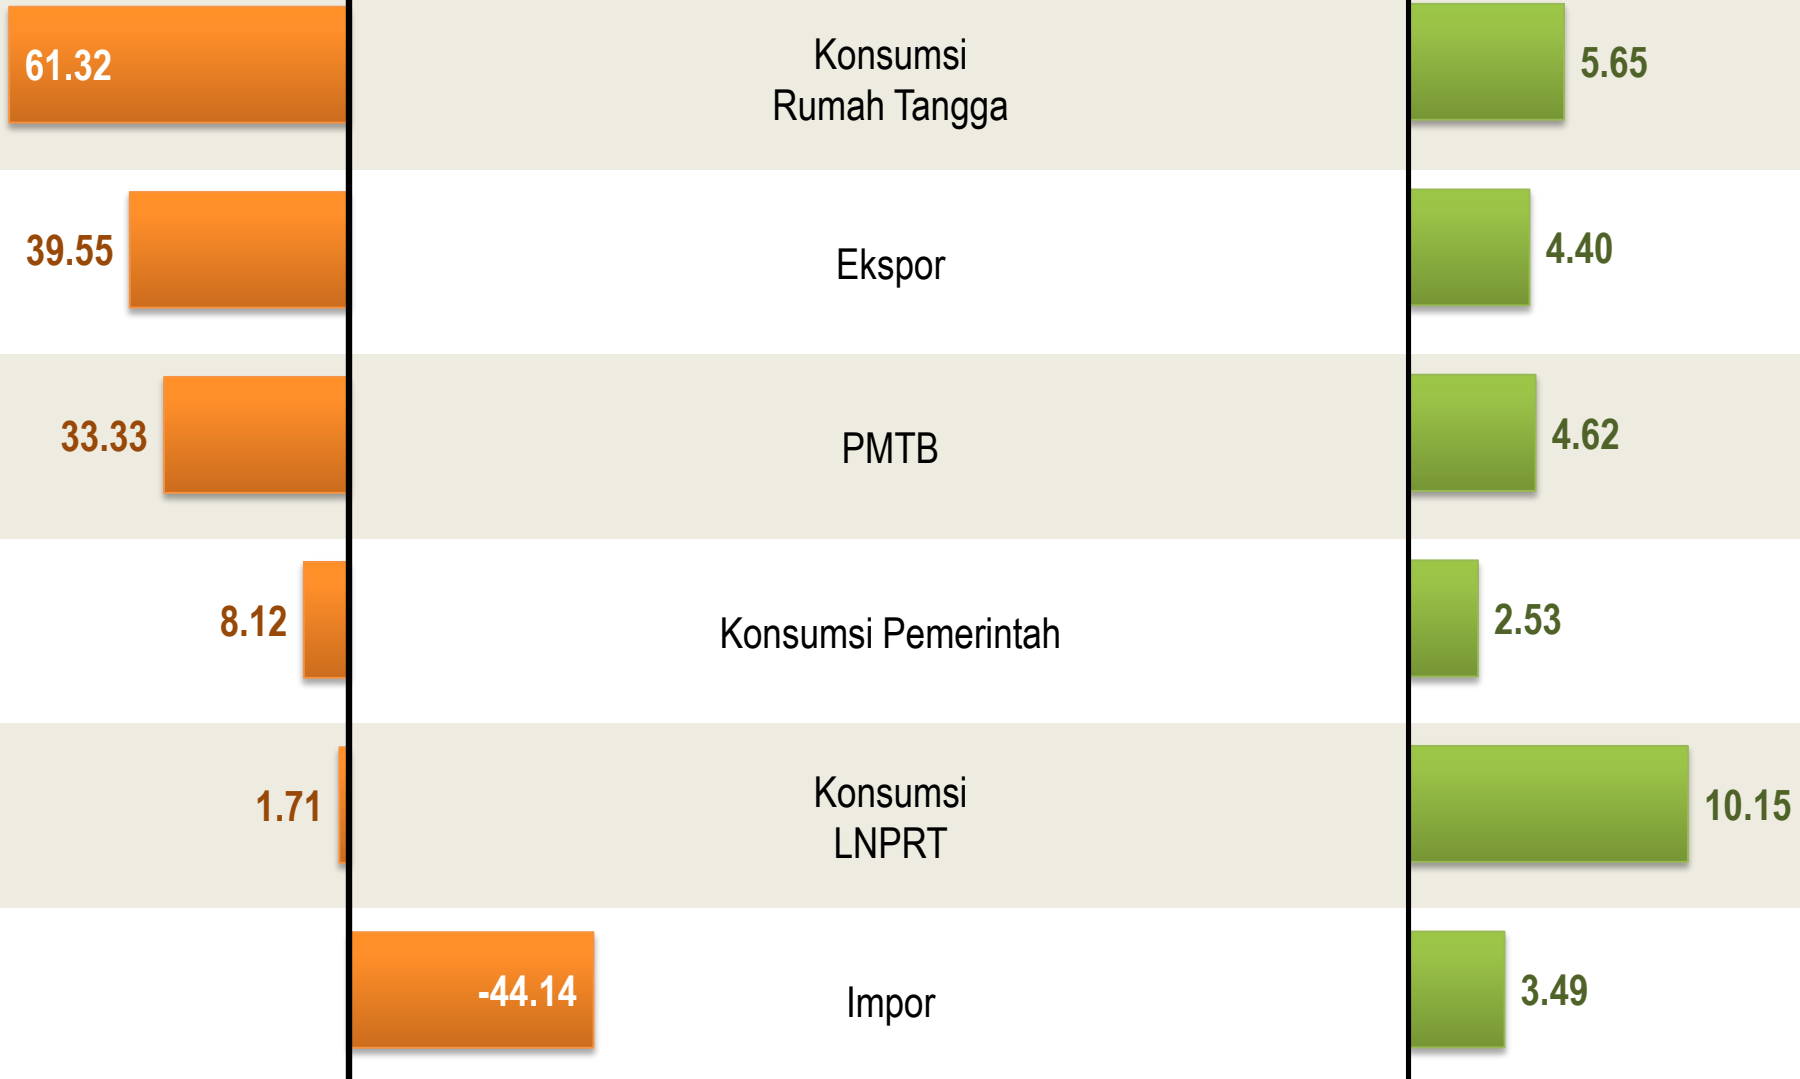 61.32
Konsumsi
Rumah Tangga
5.65
39.55
Ekspor
4.40
33.33
PMTB
4.62
8.12
Konsumsi Pemerintah
2.53
1.71
Konsumsi
LNPRT
10.15
-44.14
Impor
3.49